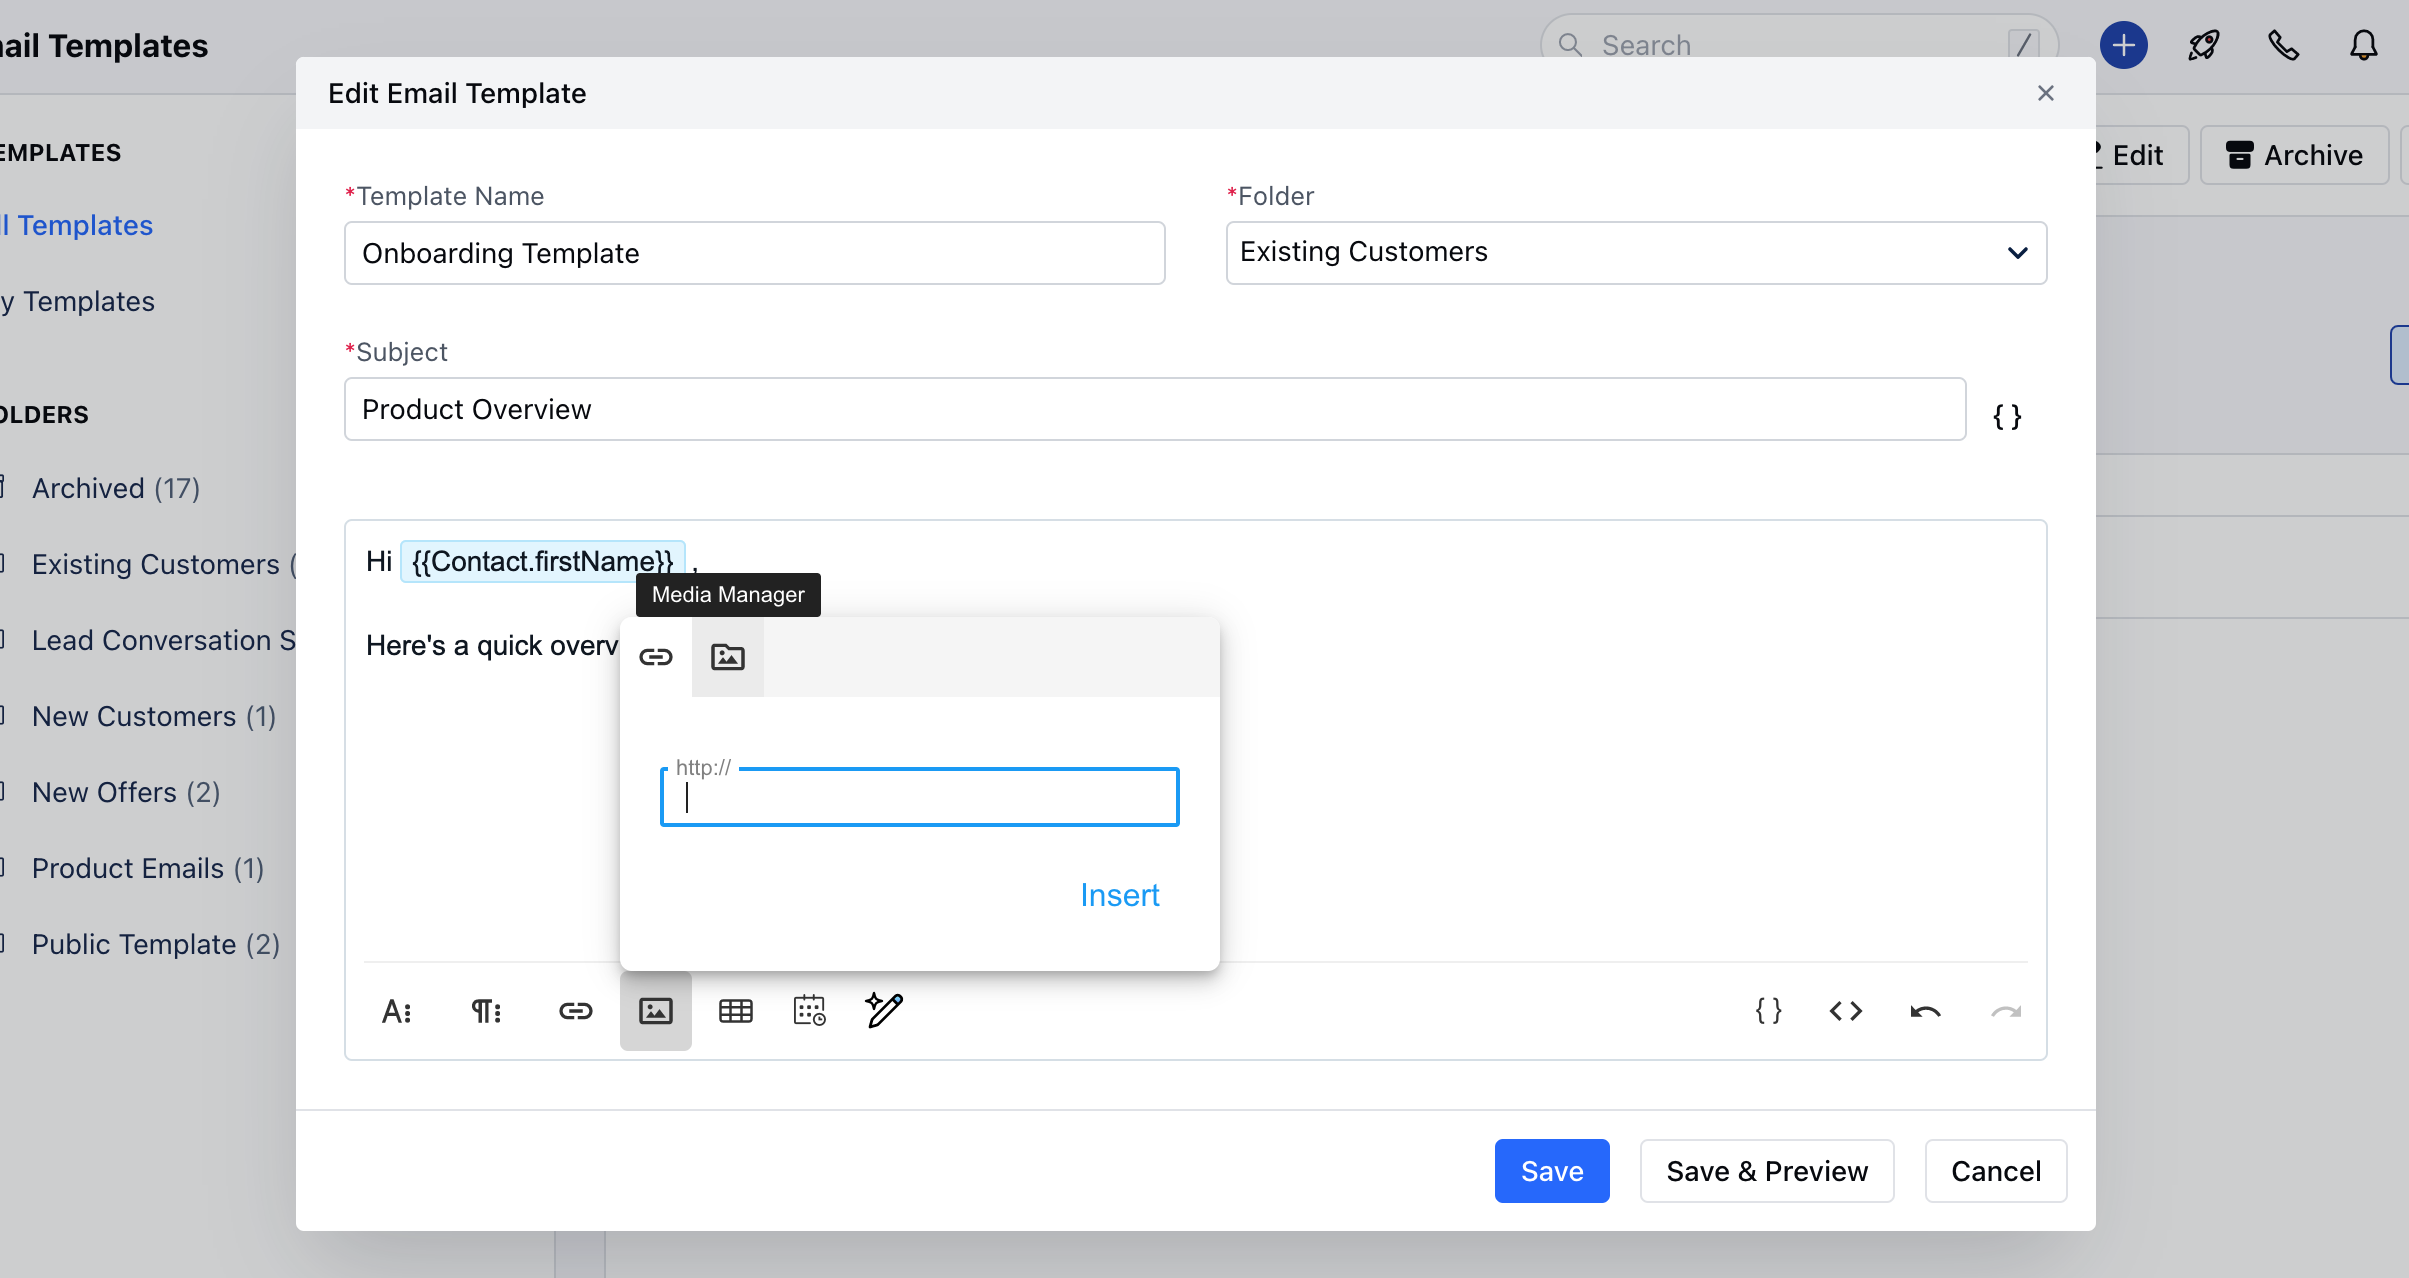 ail Templates
Search
/
Edit Email Template
EMPLATES
Edit
Archive
*Template Name
*Folder
ll Templates
Onboarding Template
Existing Customers
y Templates
*Subject
Product Overview
{ }
OLDERS
Archived (17)
Hi {{Contact.firstName}} ,
Existing Customers (
Media Manager
Lead Conversation S
Here's a quick overv
New Customers (1)
http://
New Offers (2)
Product Emails (1)
Insert
Public Template (2)
Save
Save & Preview
Cancel